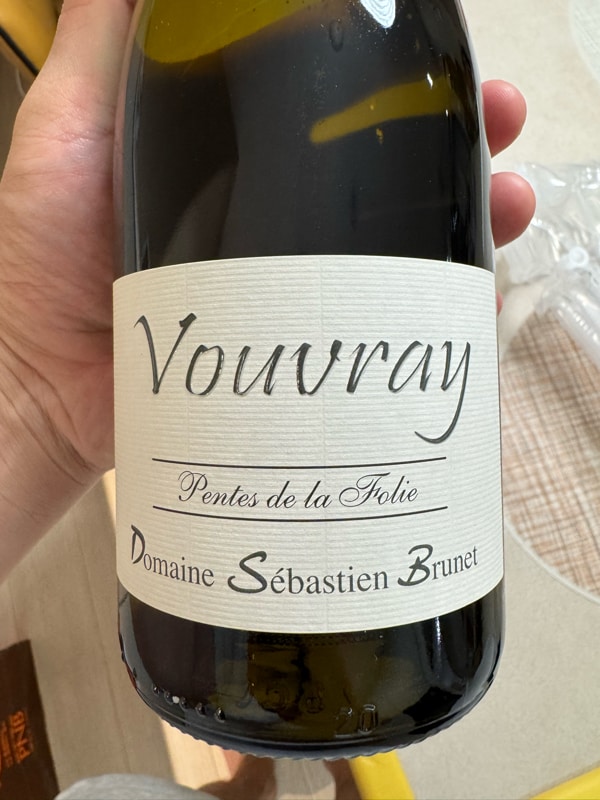 Vouvray
Pentes de la Folie
Domaine Sébastien Brunet